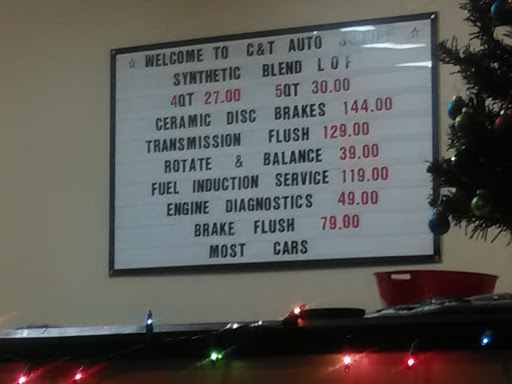 ☆ WELCOME TO C&T AUTO SERVICE ☆
SYNTHETIC BLEND L O F
4QT 27.00 5QT 30.00
CERAMIC DISC BRAKES 144.00
TRANSMISSION FLUSH 129.00
ROTATE & BALANCE 39.00
FUEL INDUCTION SERVICE 119.00
ENGINE DIAGNOSTICS 49.00
BRAKE FLUSH 79.00
MOST CARS